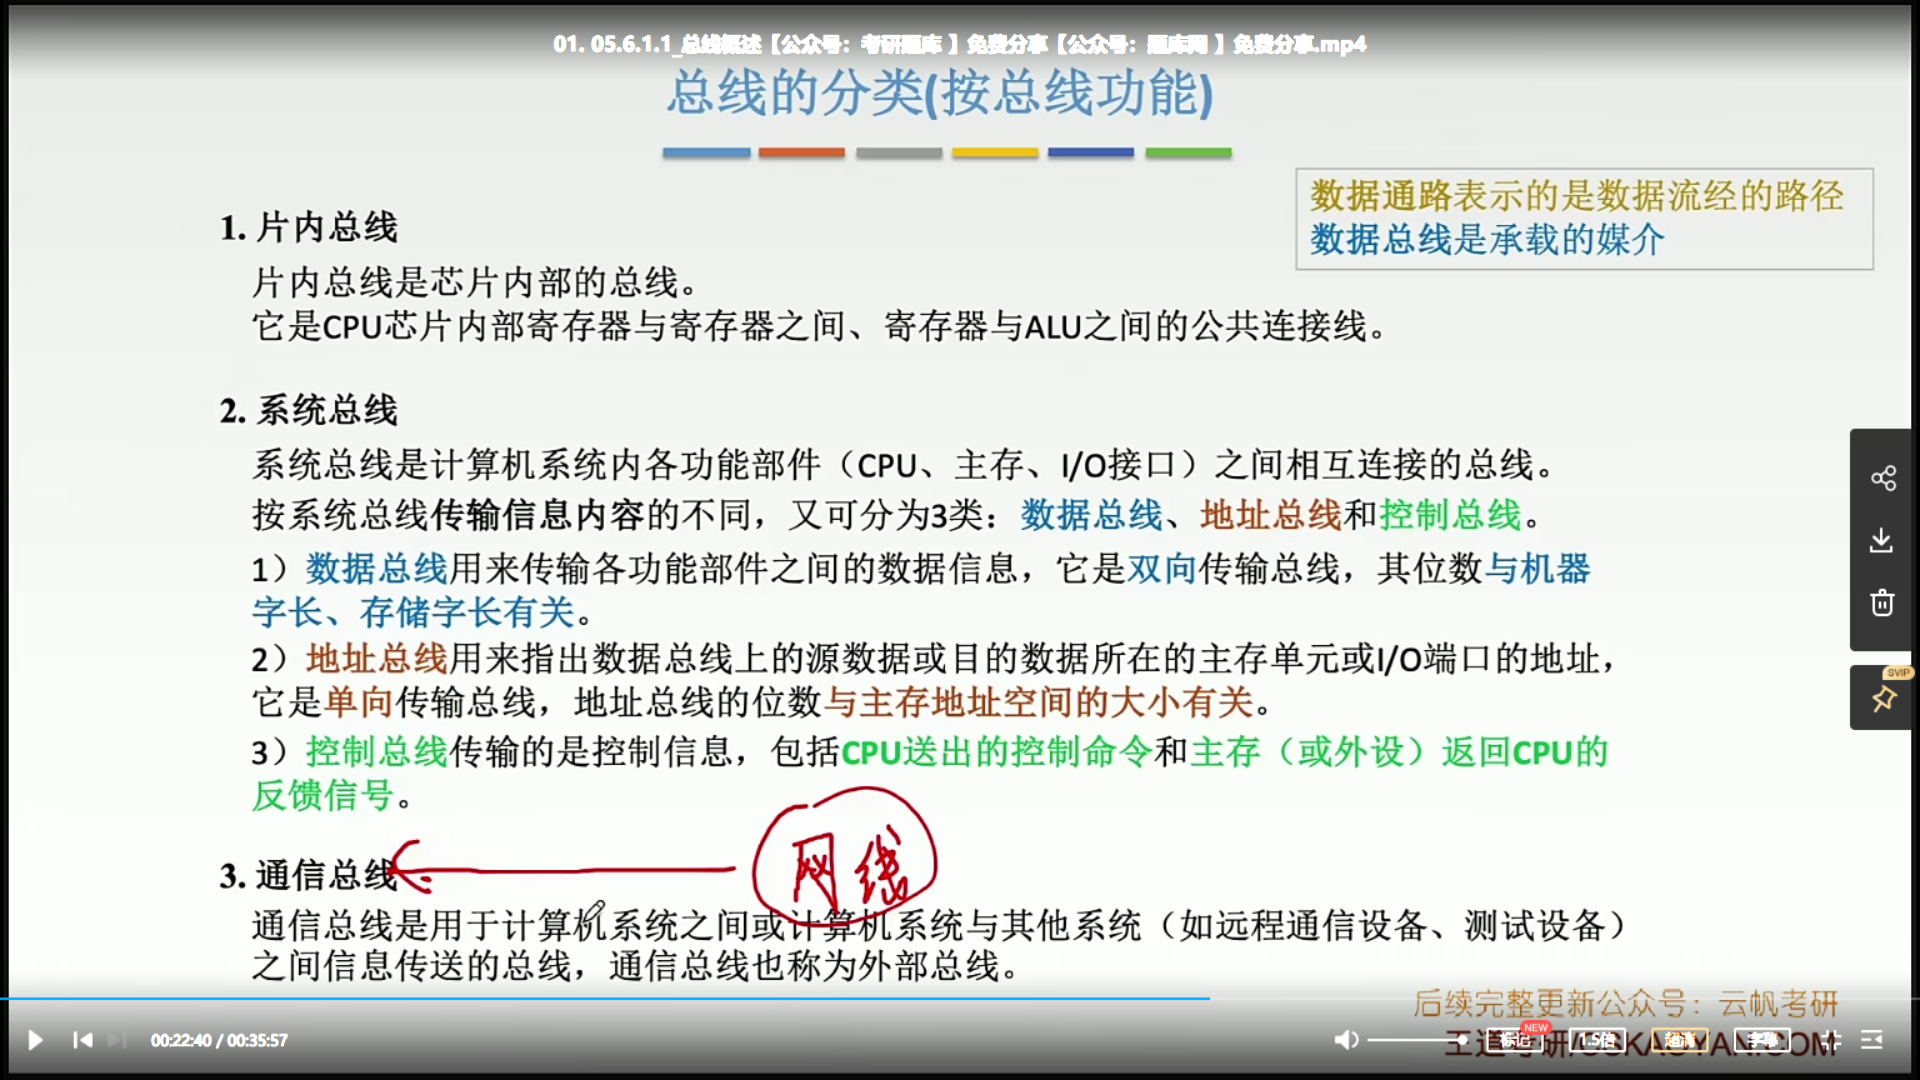 01. 05.6.1.1_总线概述【公众号：考研题库 】免费分享【公众号：题库网 】免费分享.mp4
总线的分类(按总线功能)
数据通路表示的是数据流经的路径
数据总线是承载的媒介
1. 片内总线
片内总线是芯片内部的总线。
它是CPU芯片内部寄存器与寄存器之间、寄存器与ALU之间的公共连接线。
2. 系统总线
系统总线是计算机系统内各功能部件（CPU、主存、I/O接口）之间相互连接的总线。
按系统总线传输信息内容的不同，又可分为3类：数据总线、地址总线和控制总线。
1）数据总线用来传输各功能部件之间的数据信息，它是双向传输总线，其位数与机器
字长、存储字长有关。
2）地址总线用来指出数据总线上的源数据或目的数据所在的主存单元或I/O端口的地址，
它是单向传输总线，地址总线的位数与主存地址空间的大小有关。
3）控制总线传输的是控制信息，包括CPU送出的控制命令和主存（或外设）返回CPU的
反馈信号。
网线
3. 通信总线
通信总线是用于计算机系统之间或计算机系统与其他系统（如远程通信设备、测试设备）
之间信息传送的总线，通信总线也称为外部总线。
SVIP
后续完整更新公众号：云帆考研
王道考研/CSKAOYAN.COM
00:22:40 / 00:35:57
标记
NEW
1.5倍
超清
字幕